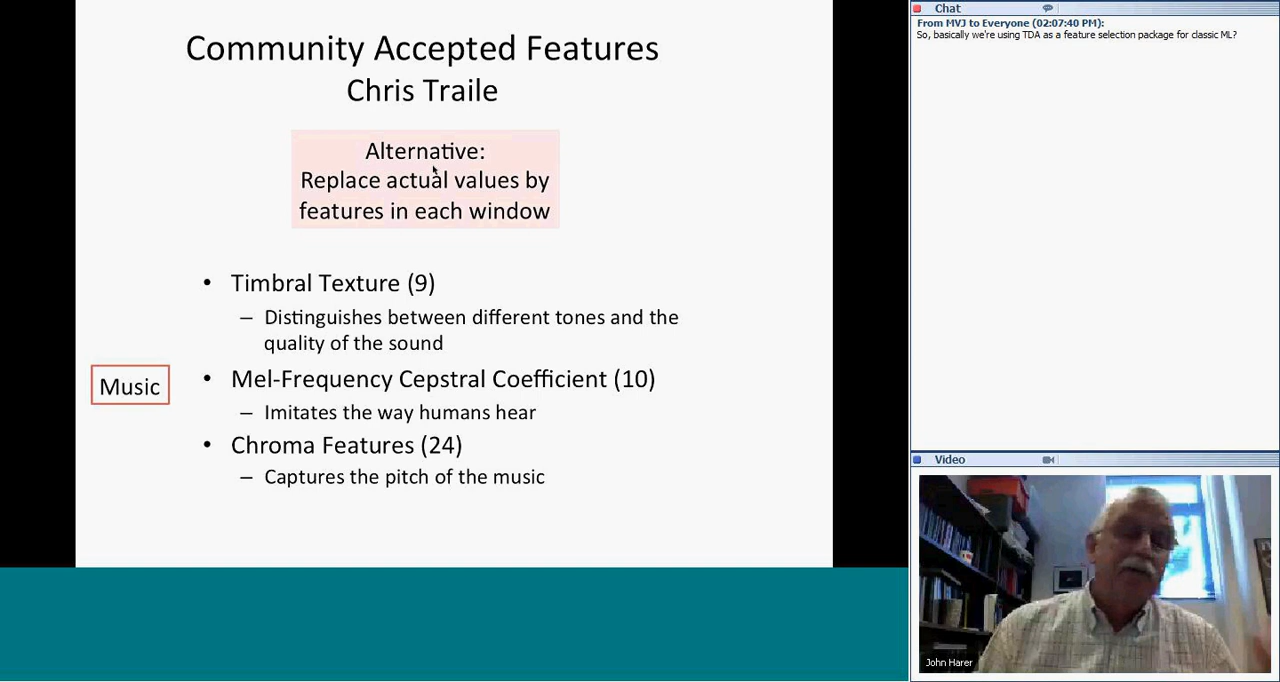 Community Accepted Features
Chris Traile
Alternative:
Replace actual values by
features in each window
• Timbral Texture (9)
– Distinguishes between different tones and the
quality of the sound
Music
• Mel-Frequency Cepstral Coefficient (10)
– Imitates the way humans hear
• Chroma Features (24)
– Captures the pitch of the music
Chat
From MVJ to Everyone (02:07:40 PM):
So, basically we're using TDA as a feature selection package for classic ML?
Video
John Harer